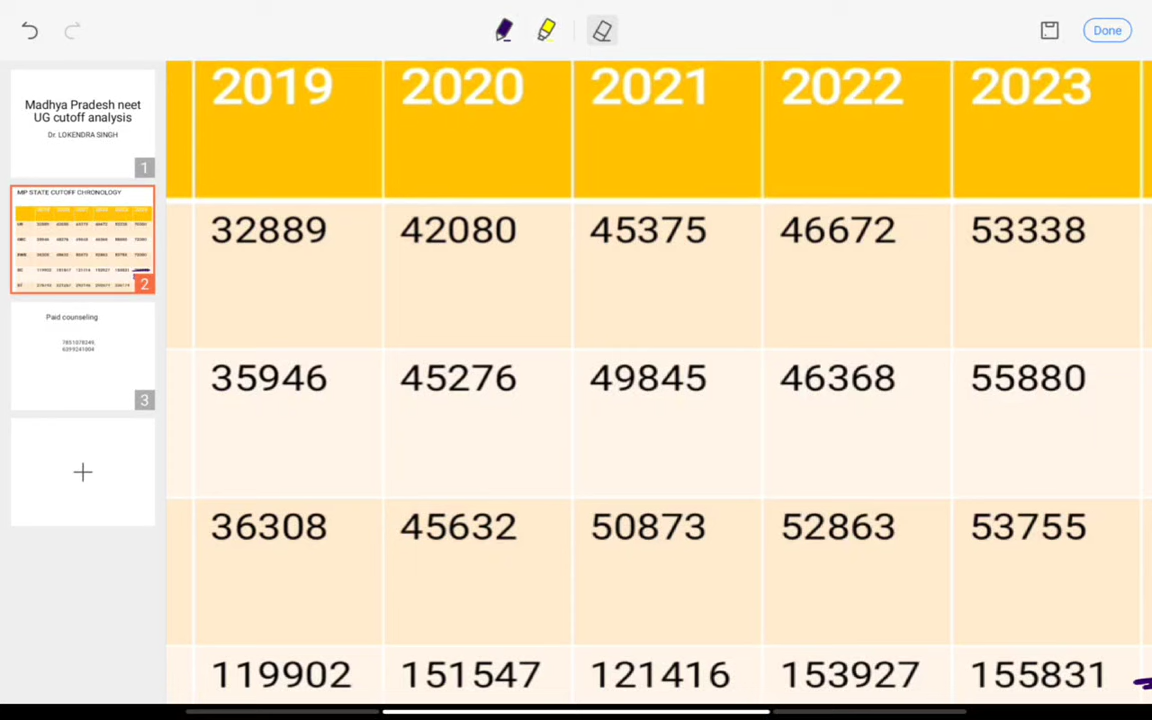 Done
Madhya Pradesh neet
UG cutoff analysis
Dr. LOKENDRA SINGH
1
MP STATE CUTOFF CHRONOLOGY
2
Paid counseling
3
2019 2020 2021 2022 2023
32889 42080 45375 46672 53338
35946 45276 49845 46368 55880
36308 45632 50873 52863 53755
119902 151547 121416 153927 155831